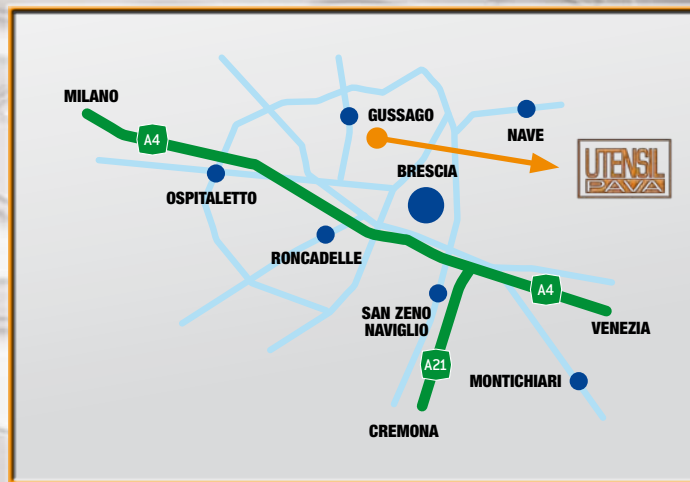 MILANO
A4
GUSSAGO
NAVE
UTENSIL
PAVA
BRESCIA
OSPITALETTO
RONCADELLE
SAN ZENO
NAVIGLIO
A4
VENEZIA
A21
MONTICHIARI
CREMONA